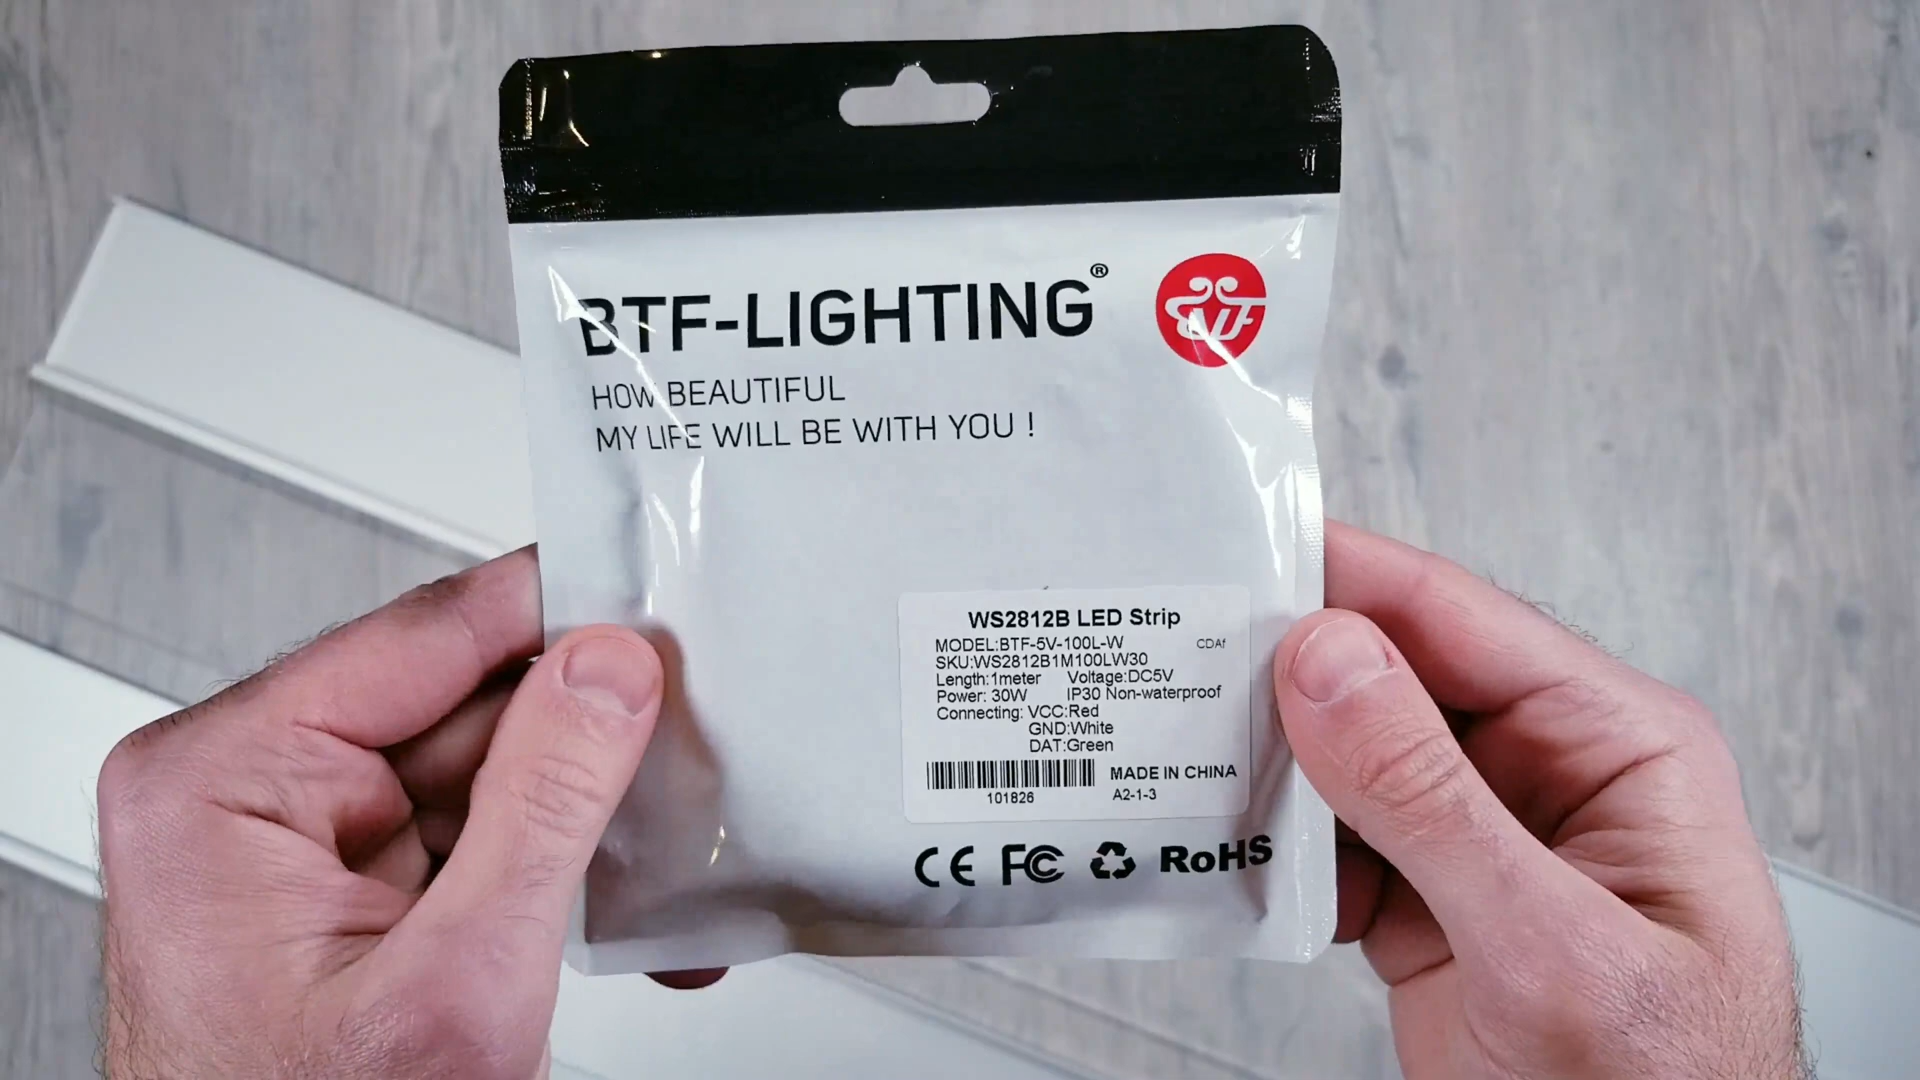 BTF-LIGHTING®
HOW BEAUTIFUL
MY LIFE WILL BE WITH YOU !
WS2812B LED Strip
MODEL:BTF-5V-100L-W CDAf
SKU:WS2812B1M100LW30
Length:1meter Voltage:DC5V
Power: 30W IP30 Non-waterproof
Connecting: VCC:Red
GND:White
DAT:Green
MADE IN CHINA
101826 A2-1-3
CE FC RoHS